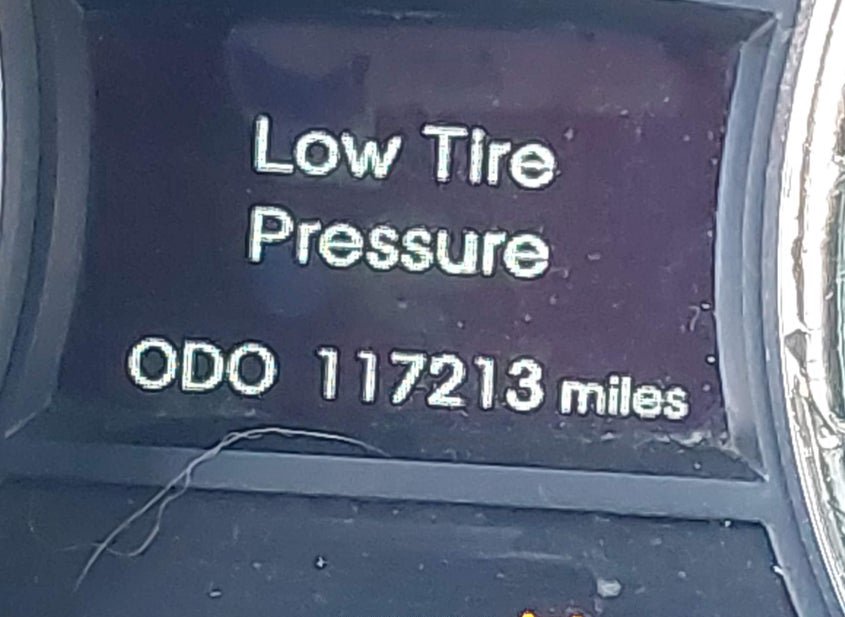 Low Tire
Pressure
ODO 117213 miles